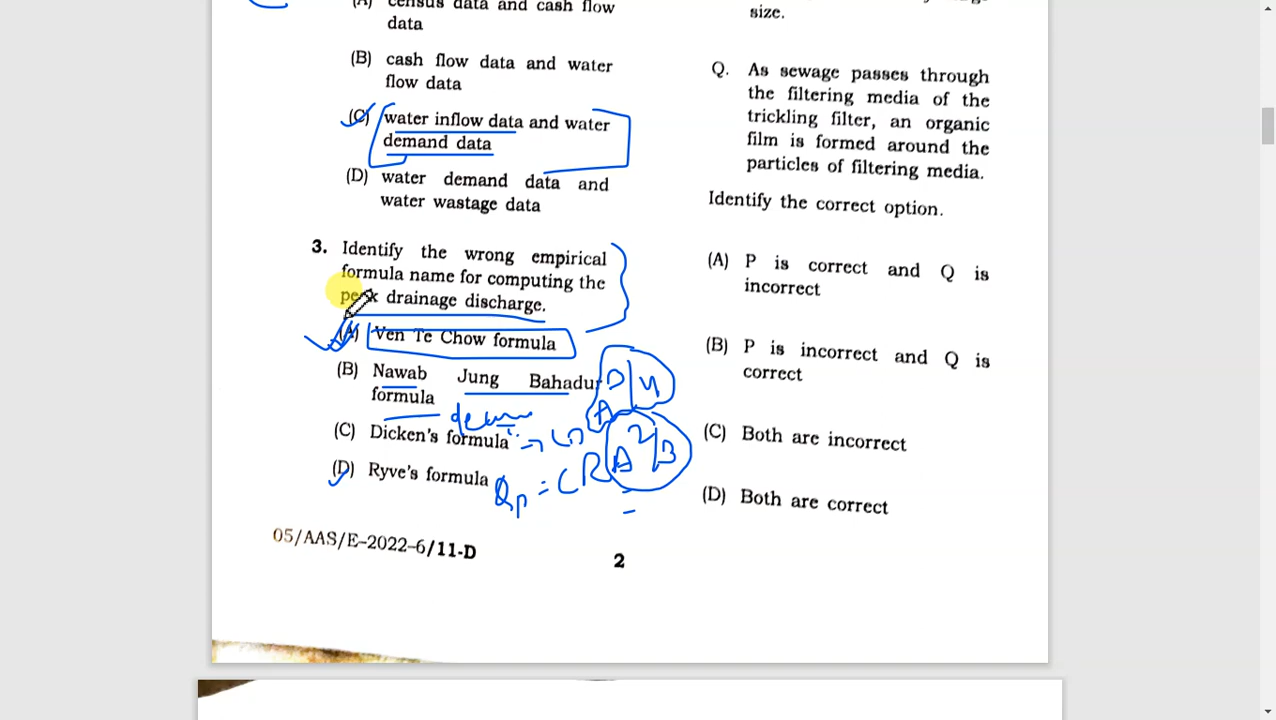 (A) census data and cash flow
data
(B) cash flow data and water
flow data
(C) water inflow data and water
demand data
(D) water demand data and
water wastage data
3. Identify the wrong empirical
formula name for computing the
peak drainage discharge.
(A) Ven Te Chow formula
(B) Nawab Jung Bahadur
formula
(C) Dicken's formula
(D) Ryve's formula
Qp = CR A 2/3
05/AAS/E-2022-6/11-D
2
size.
Q. As sewage passes through
the filtering media of the
trickling filter, an organic
film is formed around the
particles of filtering media.
Identify the correct option.
(A) P is correct and Q is
incorrect
(B) P is incorrect and Q is
correct
(C) Both are incorrect
(D) Both are correct